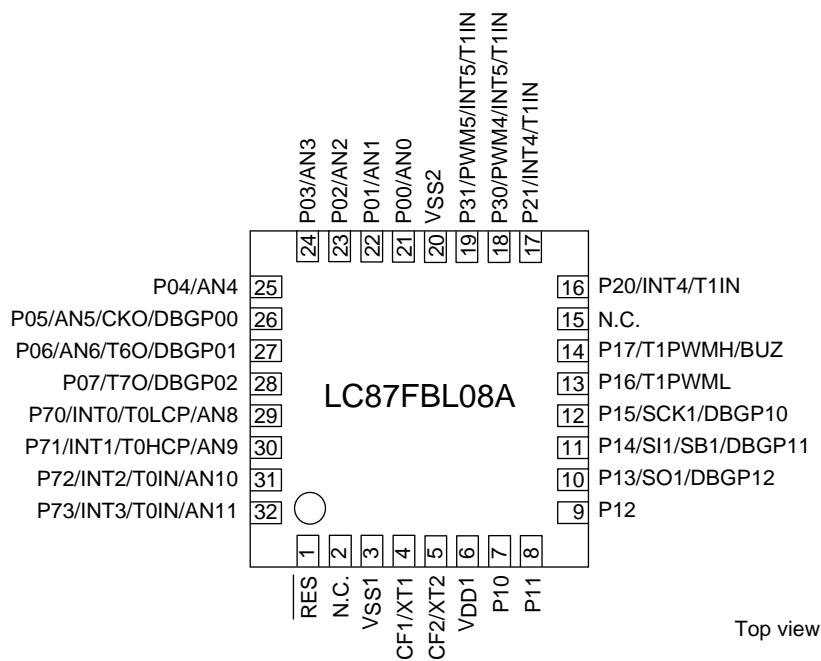 P03/AN3
P02/AN2
P01/AN1
P00/AN0
VSS2
P31/PWM5/INT5/T1IN
P30/PWM4/INT5/T1IN
P21/INT4/T1IN
24
23
22
21
20
19
18
17
P04/AN4 25
P05/AN5/CKO/DBGP00 26
P06/AN6/T6O/DBGP01 27
P07/T7O/DBGP02 28
P70/INT0/T0LCP/AN8 29
P71/INT1/T0HCP/AN9 30
P72/INT2/T0IN/AN10 31
P73/INT3/T0IN/AN11 32
LC87FBL08A
16 P20/INT4/T1IN
15 N.C.
14 P17/T1PWMH/BUZ
13 P16/T1PWML
12 P15/SCK1/DBGP10
11 P14/SI1/SB1/DBGP11
10 P13/SO1/DBGP12
9 P12
1
2
3
4
5
6
7
8
RES
N.C.
VSS1
CF1/XT1
CF2/XT2
VDD1
P10
P11
Top view